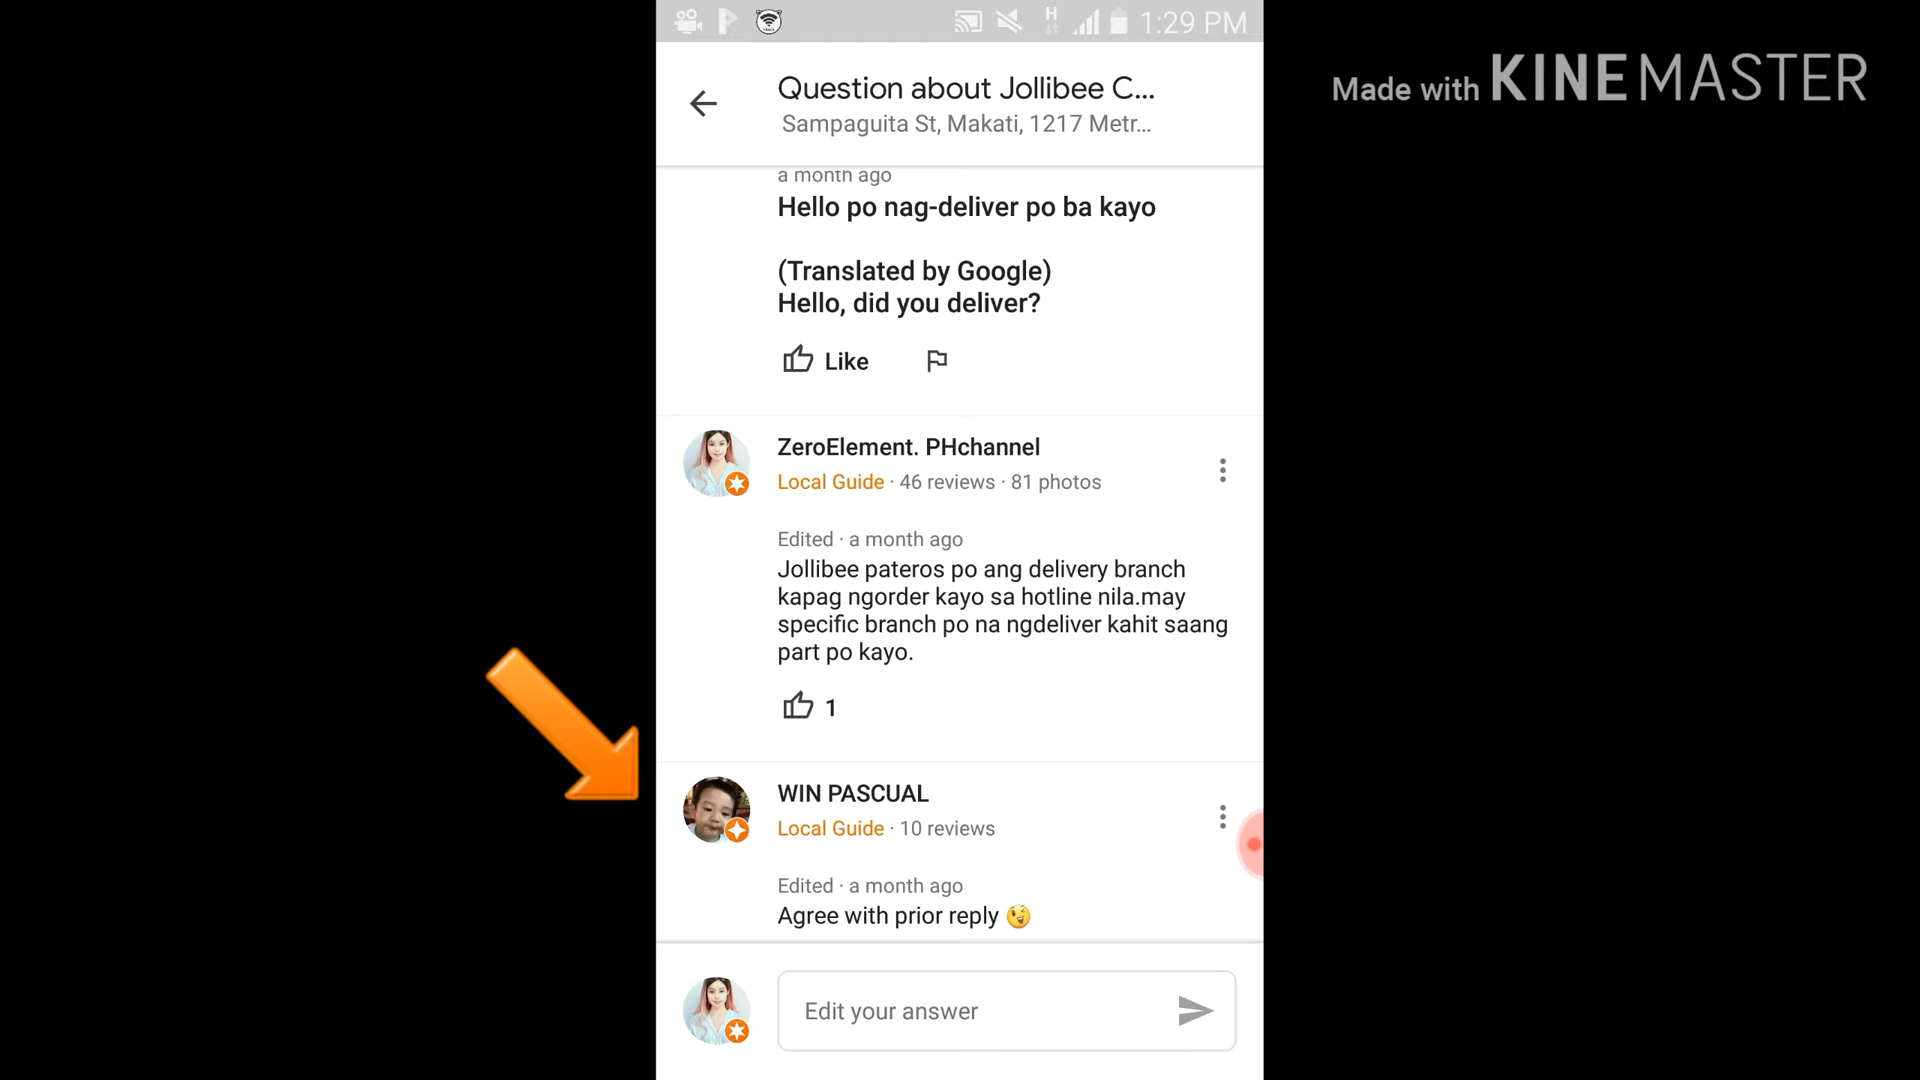 1:29 PM
Made with KINEMASTER
Question about Jollibee C...
Sampaguita St, Makati, 1217 Metr...
a month ago
Hello po nag-deliver po ba kayo
(Translated by Google)
Hello, did you deliver?
Like
ZeroElement. PHchannel
Local Guide · 46 reviews · 81 photos
Edited · a month ago
Jollibee pateros po ang delivery branch
kapag ngorder kayo sa hotline nila.may
specific branch po na ngdeliver kahit saang
part po kayo.
1
WIN PASCUAL
Local Guide · 10 reviews
Edited · a month ago
Agree with prior reply 😉
Edit your answer